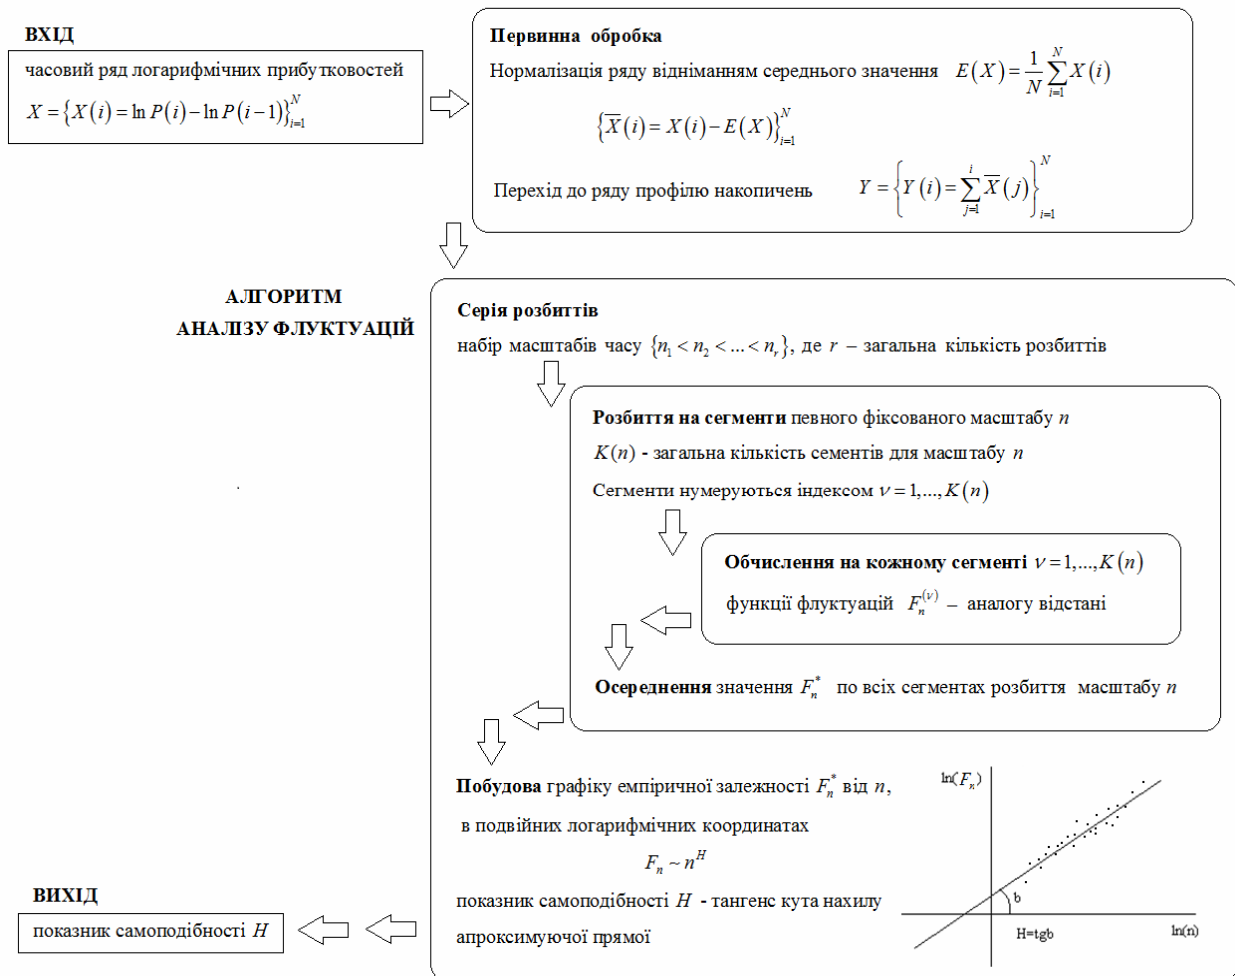 ВХІД
часовий ряд логарифмічних прибутковостей
X = {X(i) = ln P(i) − ln P(i−1)}_{i=1}^{N}
Первинна обробка
Нормалізація ряду відніманням середнього значення E(X) = \frac{1}{N} \sum_{i=1}^{N} X(i)
{\overline{X}(i) = X(i) − E(X)}_{i=1}^{N}
Перехід до ряду профілю накопичень Y = {Y(i) = \sum_{j=1}^{i} \overline{X}(j)}_{i=1}^{N}
АЛГОРИТМ
АНАЛІЗУ ФЛУКТУАЦІЙ
Серія розбиттів
набір масштабів часу {n_1 < n_2 < ... < n_r}, де r – загальна кількість розбиттів
Розбиття на сегменти певного фіксованого масштабу n
K(n) - загальна кількість сементів для масштабу n
Сегменти нумеруються індексом ν = 1,..., K(n)
Обчислення на кожному сегменті ν = 1,..., K(n)
функції флуктуацій F_n^{(ν)} – аналогу відстані
Осереднення значення F_n^* по всіх сегментах розбиття масштабу n
Побудова графіку емпіричної залежності F_n^* від n,
в подвійних логарифмічних координатах
F_n ~ n^H
показник самоподібності H - тангенс кута нахилу
апроксимуючої прямої
ln(F_n)
b
H=tgb
ln(n)
ВИХІД
показник самоподібності H